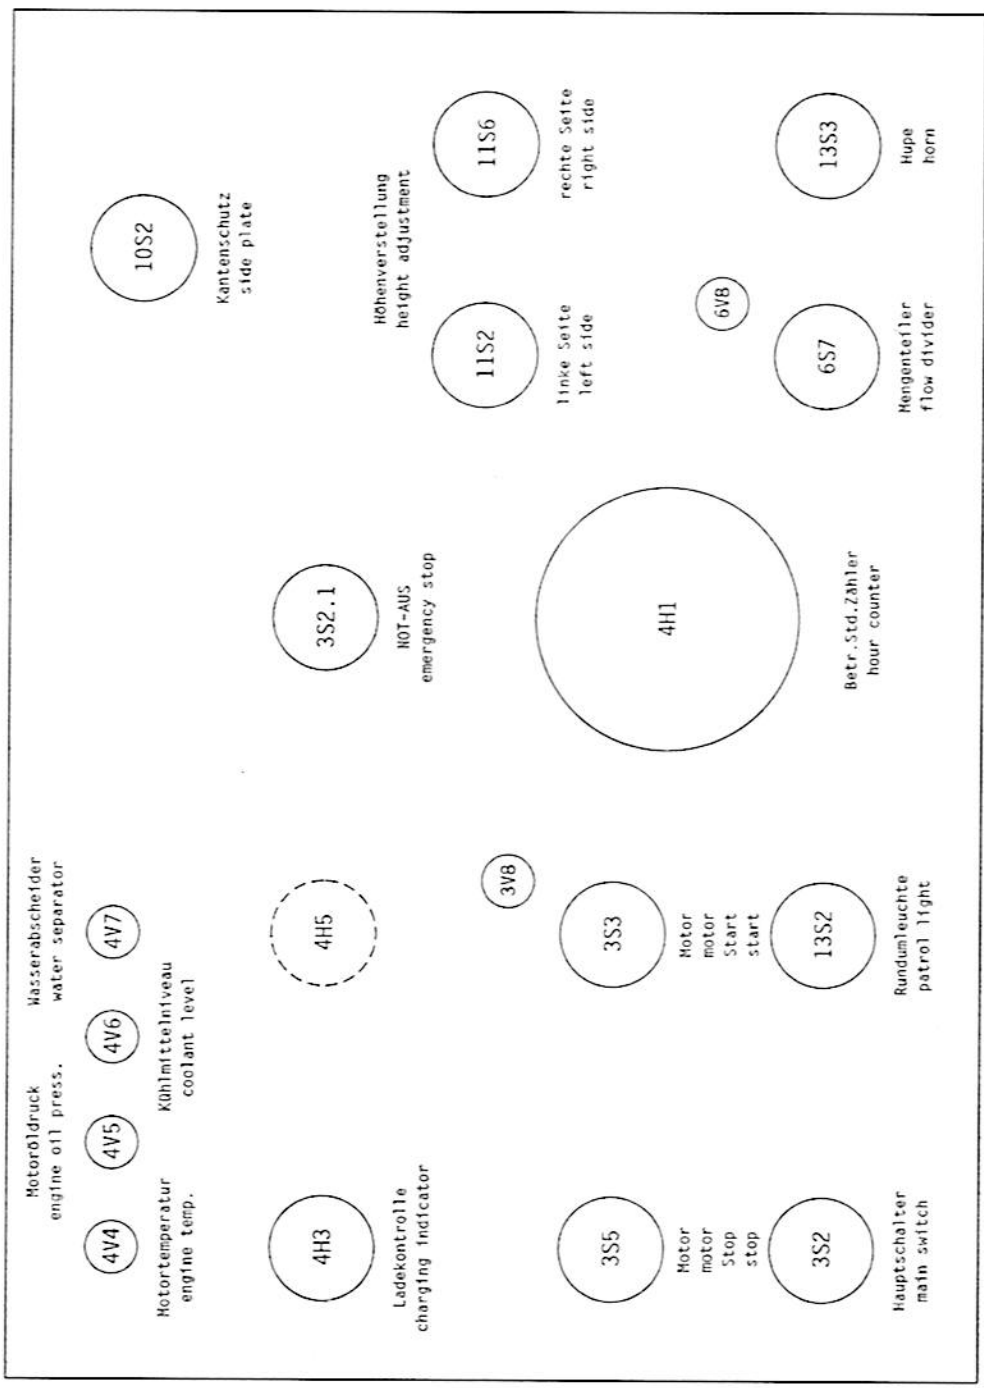 Motoröldruck
engine oil press.
Wasserabscheider
water separator
4V4
4V5
4V6
4V7
10S2
Motortemperatur
engine temp.
Kühlmittelniveau
coolant level
Kantenschutz
side plate
4H3
4H5
3S2.1
Ladekontrolle
charging indicator
NOT-AUS
emergency stop
Höhenverstellung
height adjustment
11S2
11S6
linke Seite
left side
rechte Seite
right side
3V8
3S5
3S3
4H1
Motor
motor
Stop
stop
Motor
motor
Start
start
6V8
3S2
13S2
6S7
13S3
Hauptschalter
main switch
Rundumleuchte
patrol light
Betr.Std.Zähler
hour counter
Mengenteiler
flow divider
Hupe
horn